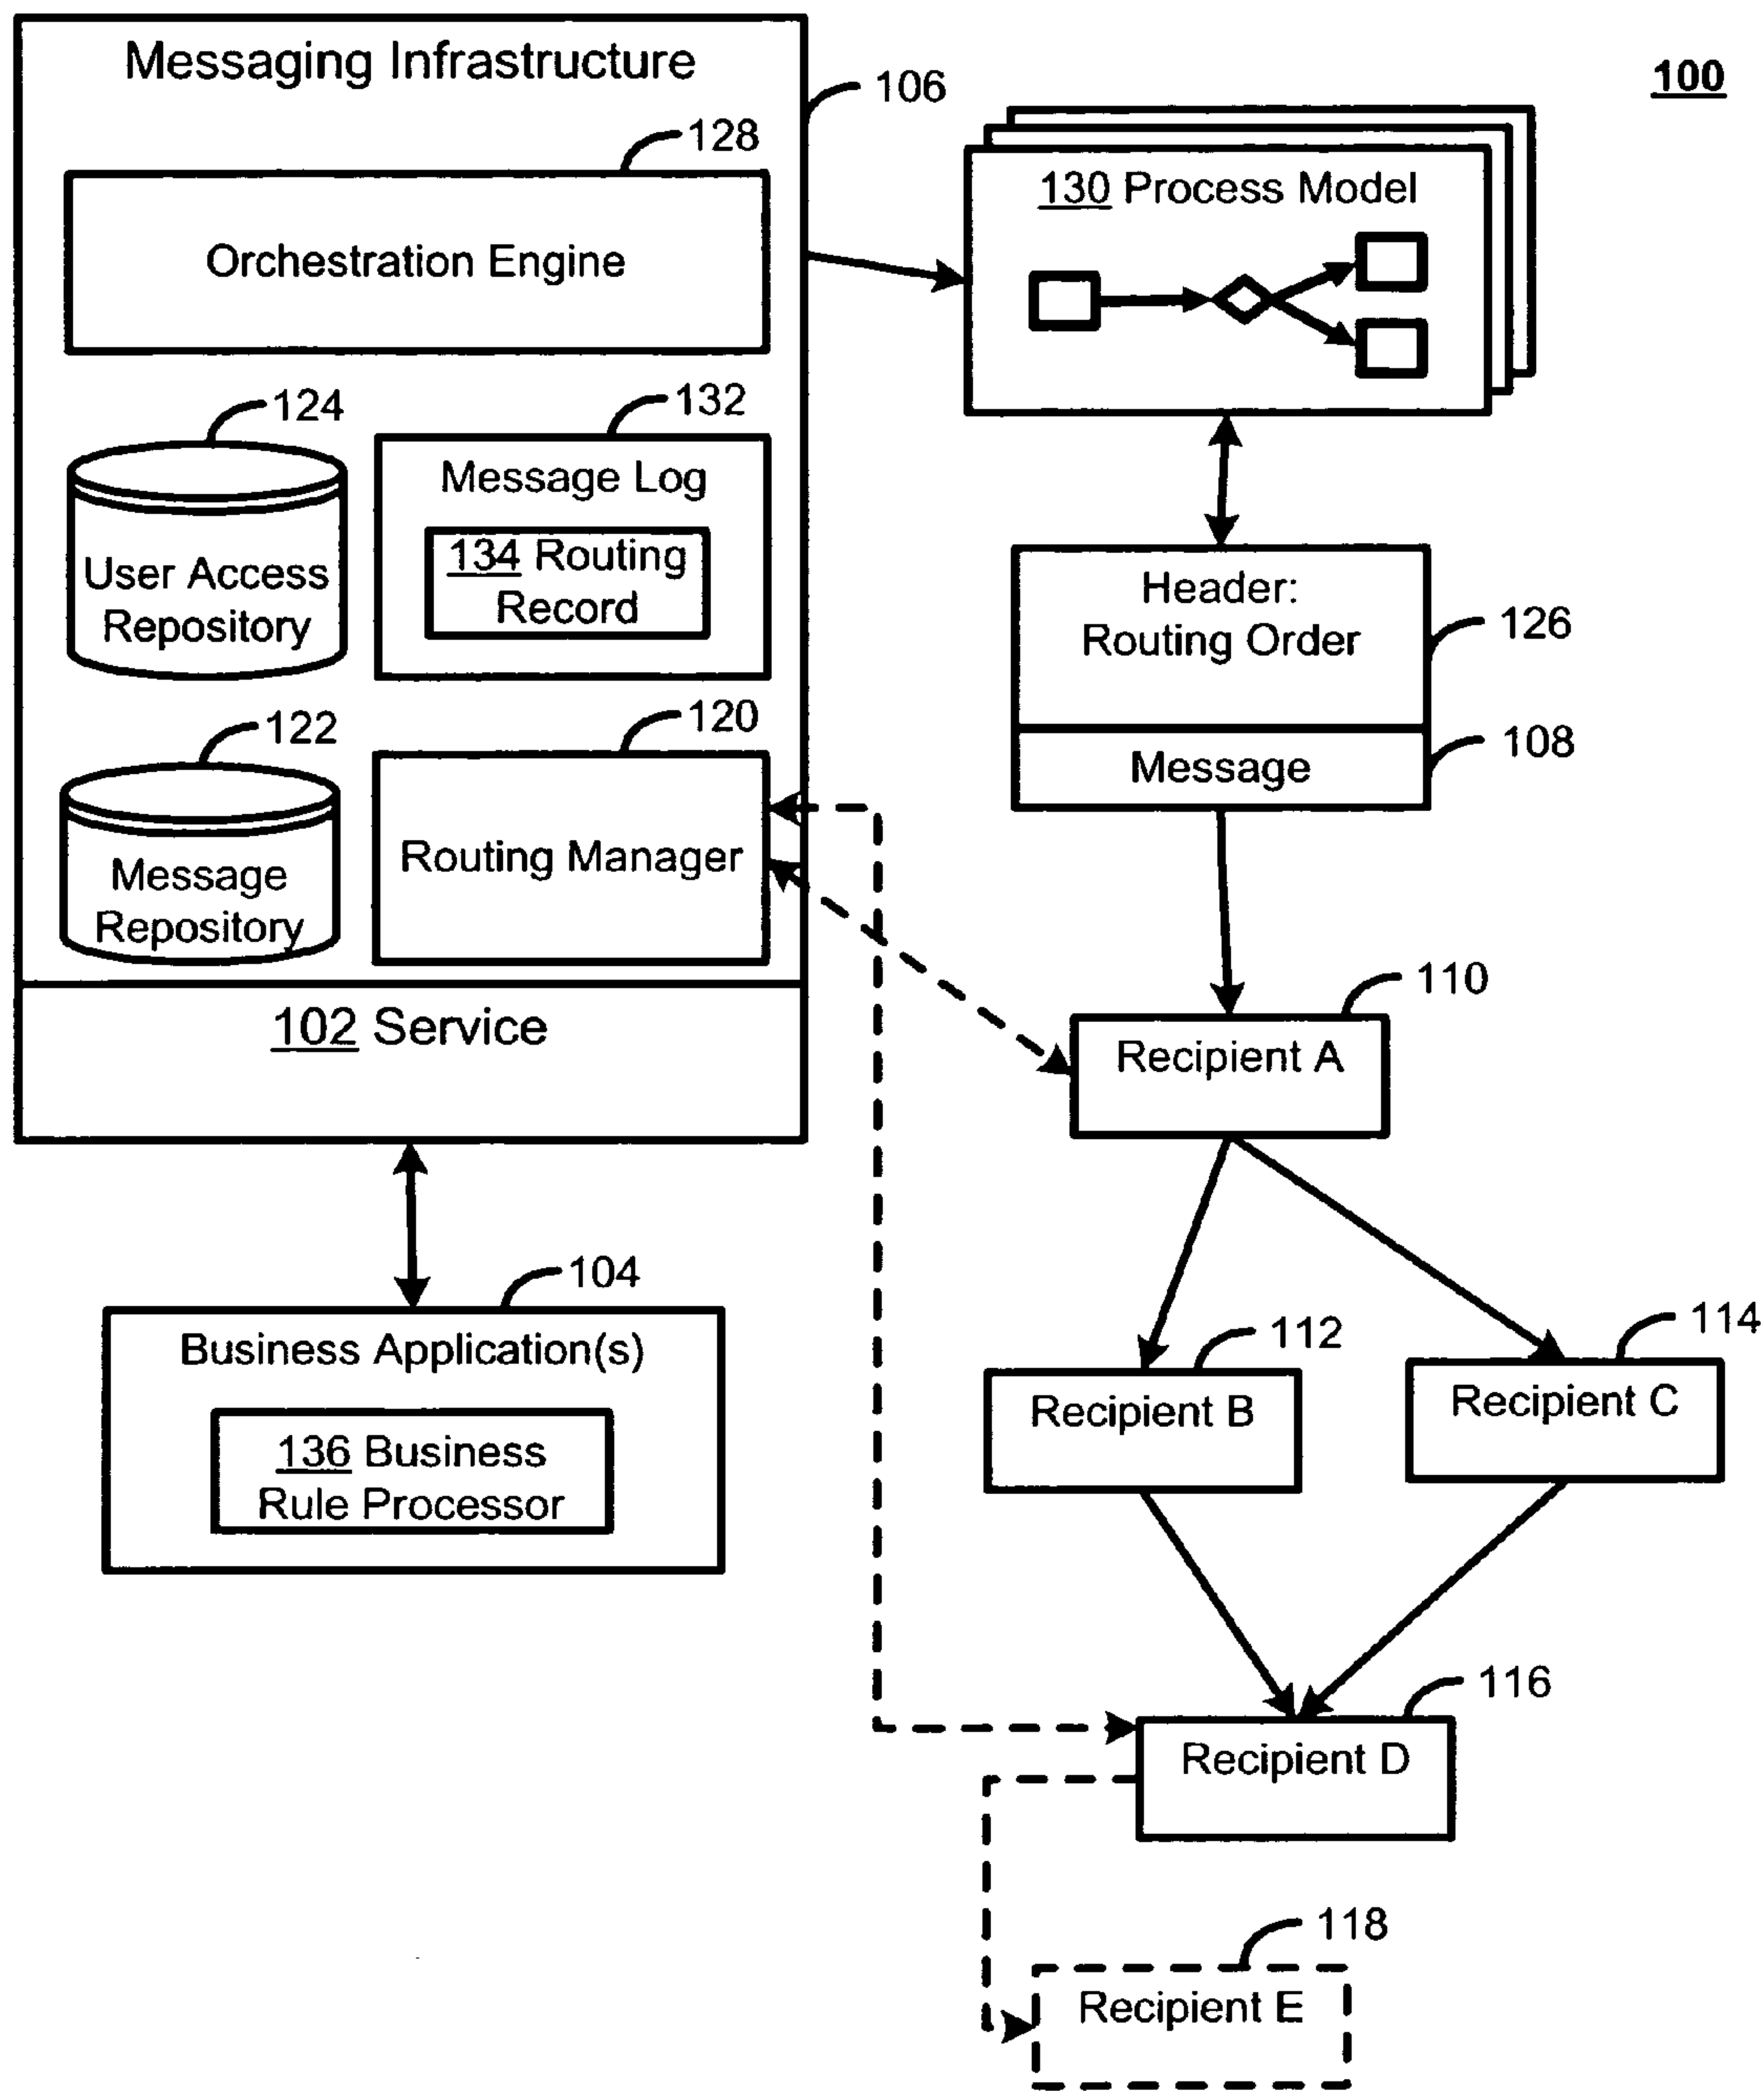 Messaging Infrastructure
106
100
128
Orchestration Engine
130 Process Model
124
User Access
Repository
132
Message Log
134 Routing
Record
Header:
Routing Order
126
122
Message
Repository
120
Routing Manager
Message
108
102 Service
110
Recipient A
104
Business Application(s)
136 Business
Rule Processor
112
Recipient B
114
Recipient C
116
Recipient D
118
Recipient E